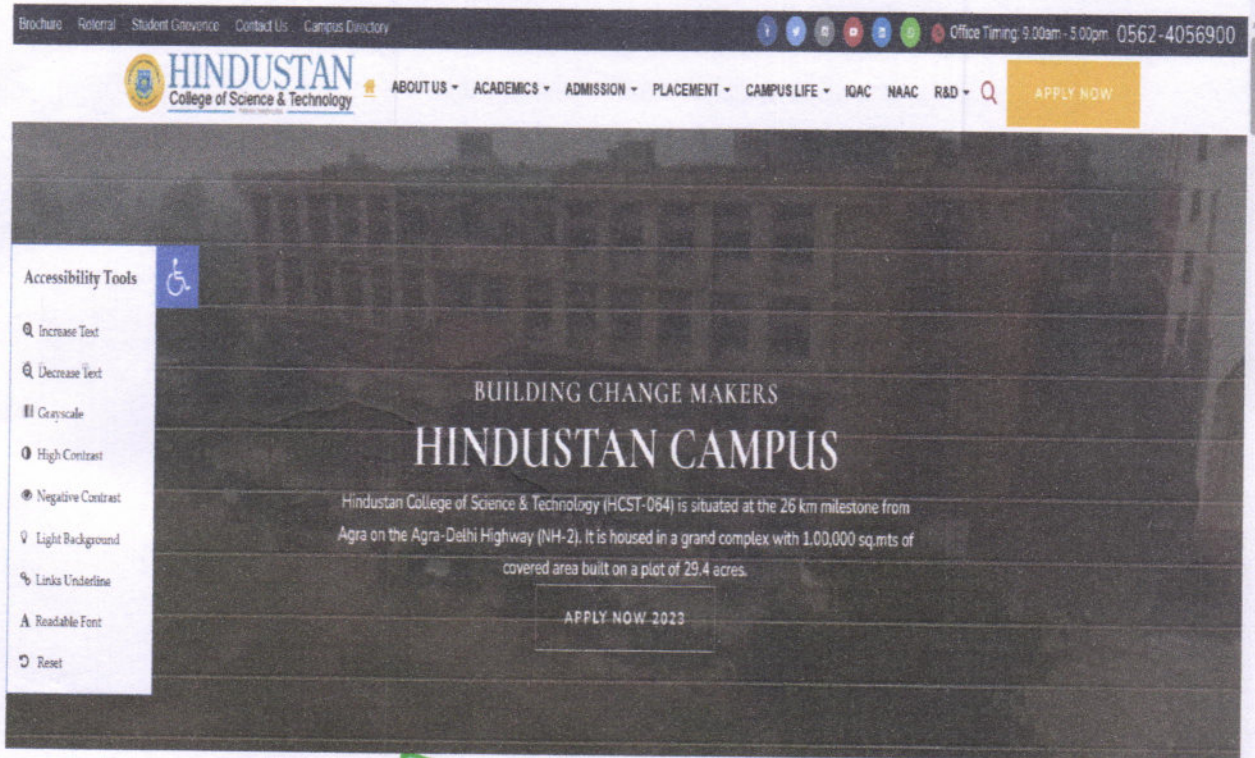 Brochure Referral Student Grievence Contact Us Campus Directory
Office Timing: 9.00am - 5.00pm 0562-4056900
HINDUSTAN
College of Science & Technology
ABOUT US ACADEMICS ADMISSION PLACEMENT CAMPUS LIFE IQAC NAAC R&D
APPLY NOW
Accessibility Tools
Increase Text
Decrease Text
Grayscale
High Contrast
Negative Contrast
Light Background
Links Underline
Readable Font
Reset
BUILDING CHANGE MAKERS
HINDUSTAN CAMPUS
Hindustan College of Science & Technology (HCST-064) is situated at the 26 km milestone from
Agra on the Agra-Delhi Highway (NH-2). It is housed in a grand complex with 1,00,000 sq.mts of
covered area built on a plot of 29.4 acres.
APPLY NOW 2023